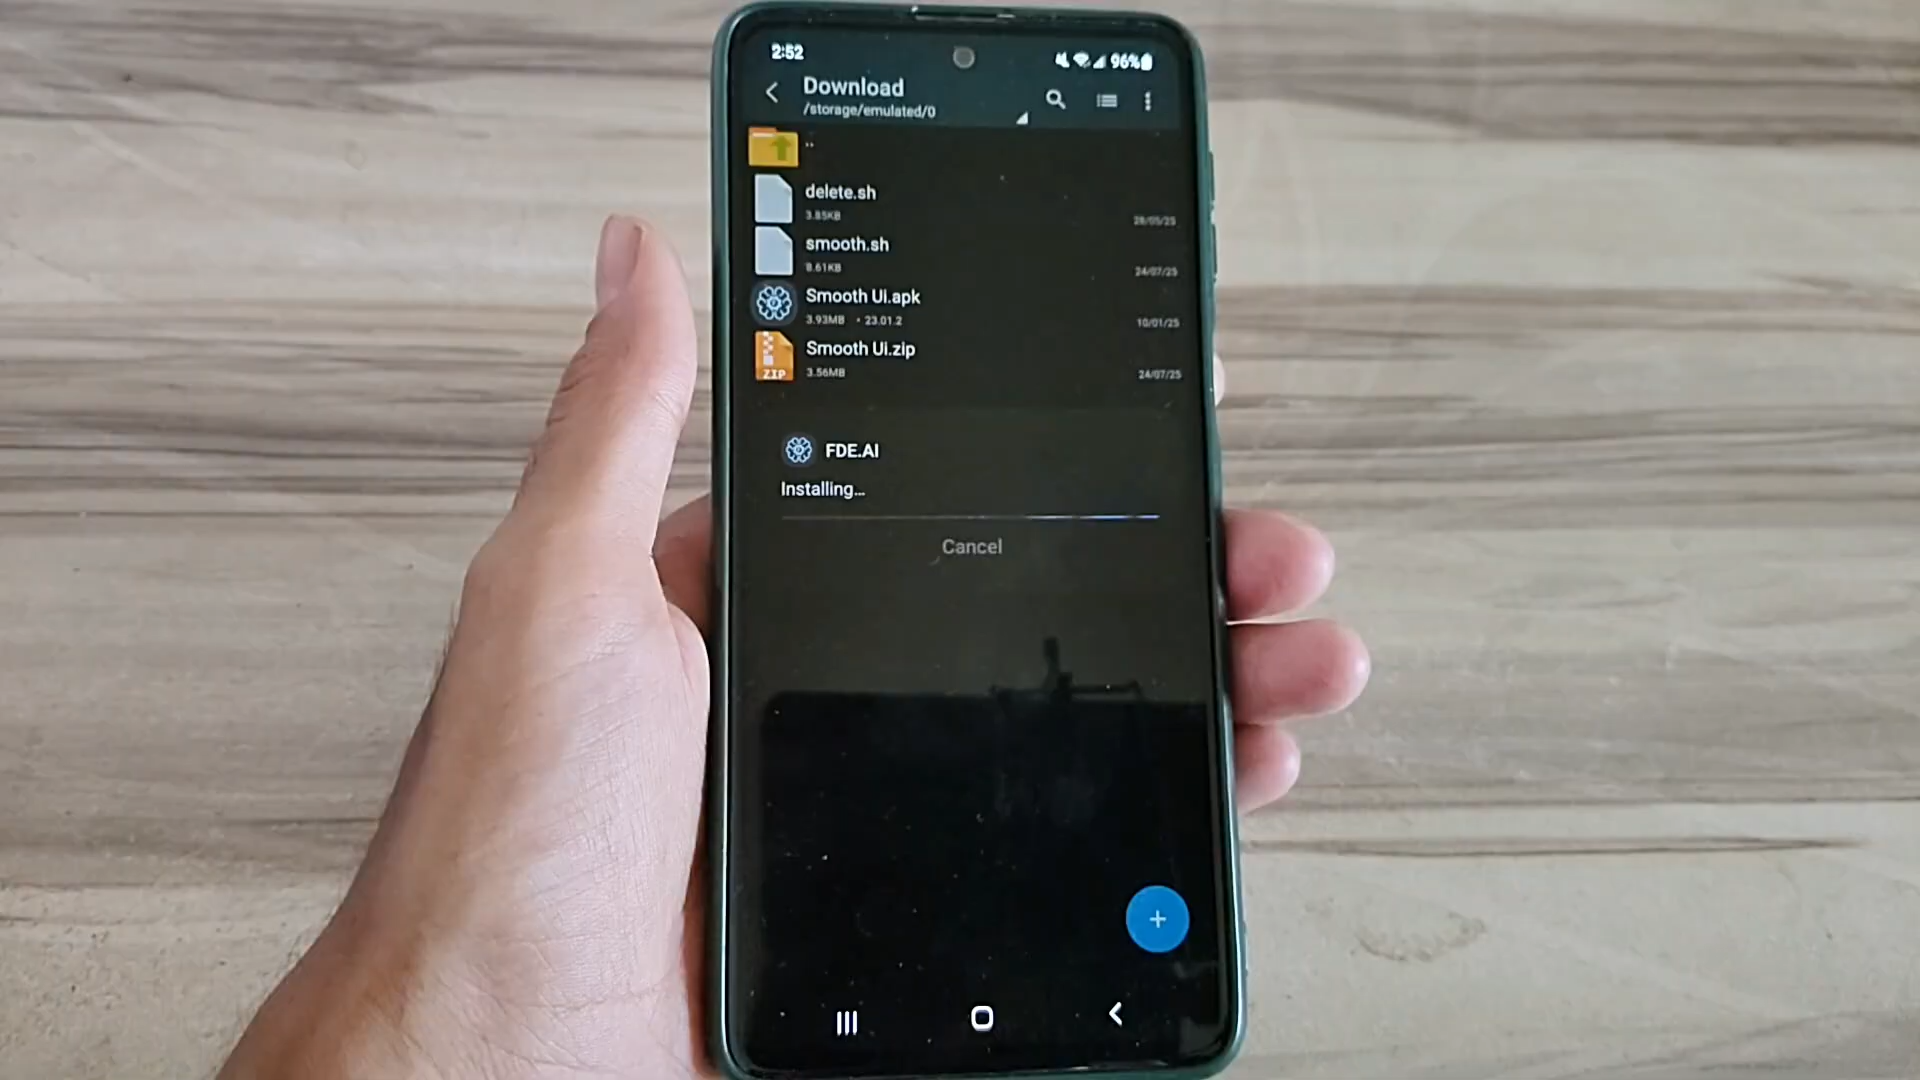 2:52
96%
Download
/storage/emulated/0
..
delete.sh
3.85KB
28/05/25
smooth.sh
8.61KB
24/07/25
Smooth Ui.apk
3.93MB • 23.01.2
10/01/25
Smooth Ui.zip
ZIP
3.56MB
24/07/25
FDE.AI
Installing...
Cancel